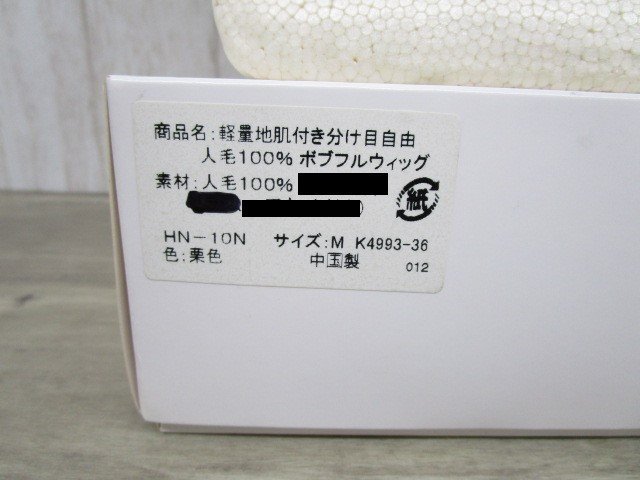 商品名:軽量地肌付き分け目自由
人毛100% ボブフルウィッグ
素材:人毛100%
紙
HN-10N サイズ:M K4993-36
色:栗色 中国製 012